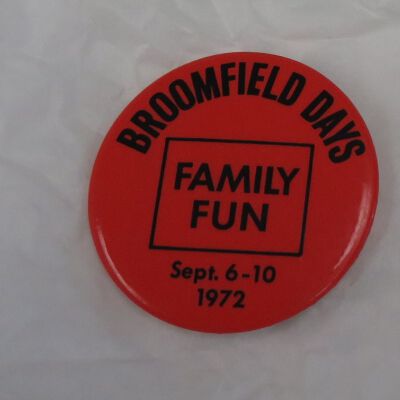 BROOMFIELD DAYS
FAMILY
FUN
Sept. 6-10
1972